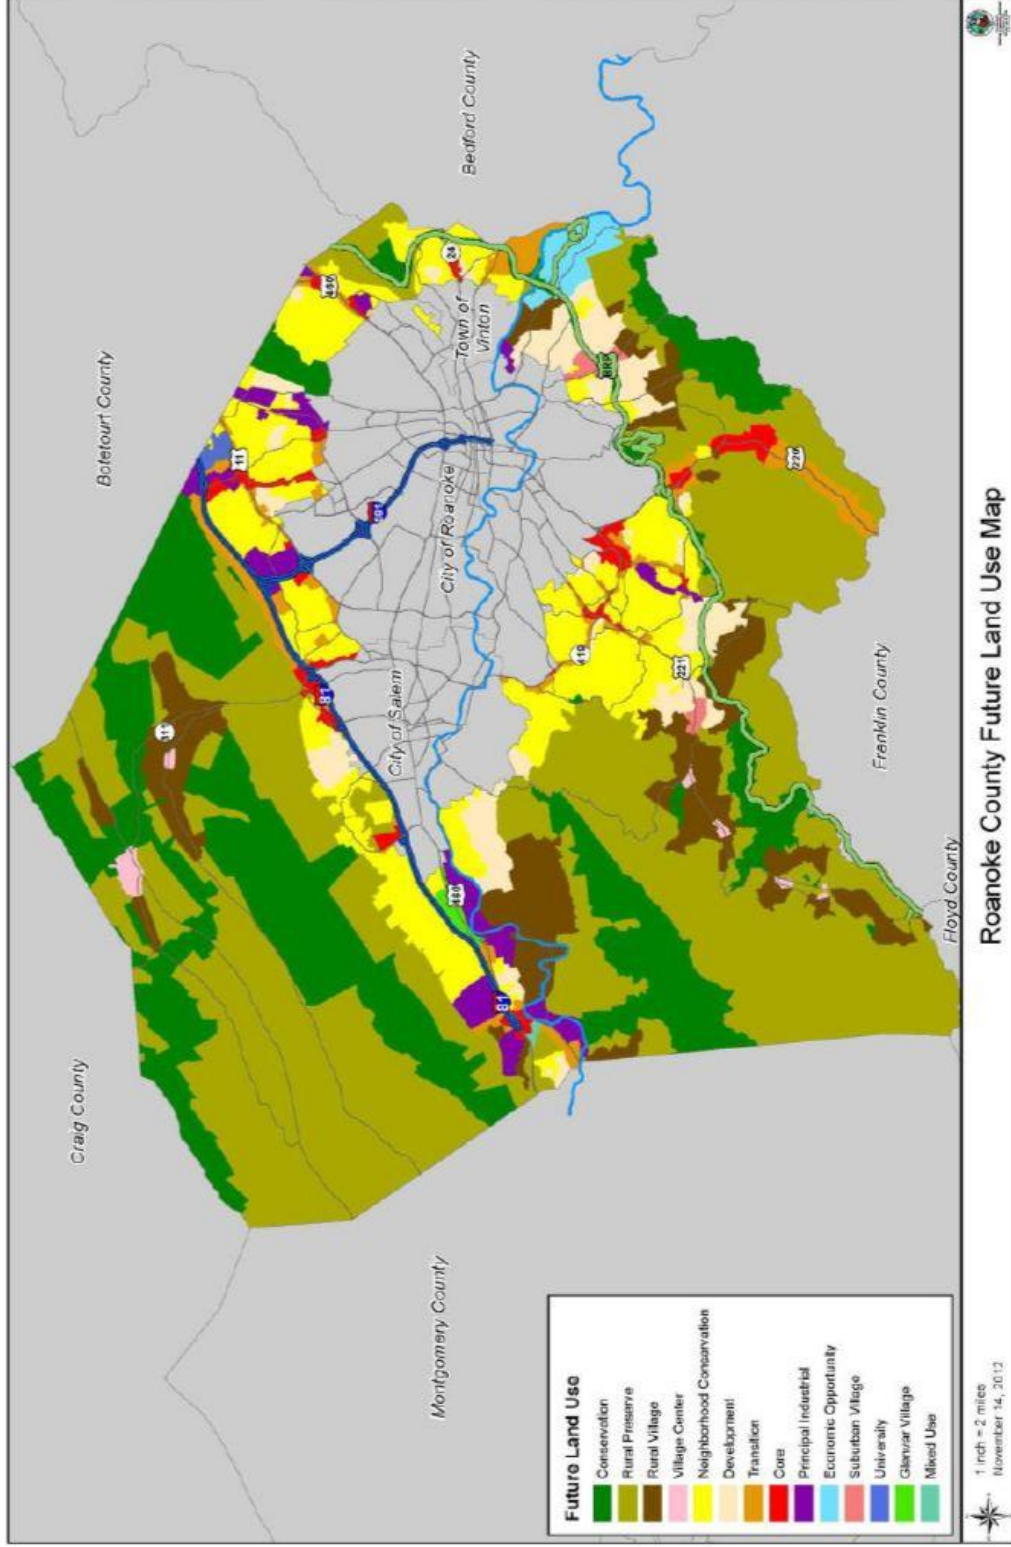 Craig County
Botetourt County
Bedford County
Montgomery County
Franklin County
Floyd County
City of Salem
City of Roanoke
Town of
Vinton
311
81
81
581
11
460
24
460
419
221
220
BRP
Future Land Use
Conservation
Rural Preserve
Rural Village
Village Center
Neighborhood Conservation
Development
Transition
Core
Principal Industrial
Economic Opportunity
Suburban Village
University
Glenvar Village
Mixed Use
Roanoke County Future Land Use Map
1 inch = 2 miles
November 14, 2012